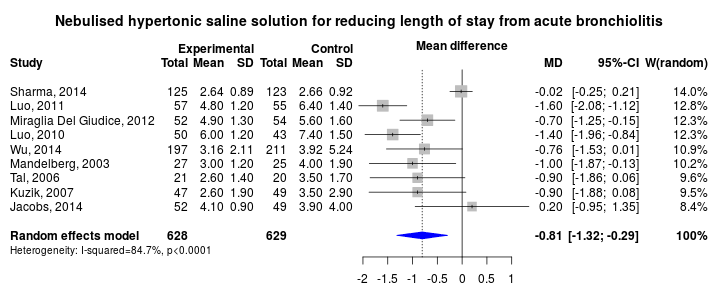 Nebulised hypertonic saline solution for reducing length of stay from acute bronchiolitis
Experimental Control Mean difference
Study Total Mean SD Total Mean SD MD 95%-CI W(random)
Sharma, 2014 125 2.64 0.89 123 2.66 0.92 -0.02 [-0.25; 0.21] 14.0%
Luo, 2011 57 4.80 1.20 55 6.40 1.40 -1.60 [-2.08; -1.12] 12.8%
Miraglia Del Giudice, 2012 52 4.90 1.30 54 5.60 1.60 -0.70 [-1.25; -0.15] 12.3%
Luo, 2010 50 6.00 1.20 43 7.40 1.50 -1.40 [-1.96; -0.84] 12.3%
Wu, 2014 197 3.16 2.11 211 3.92 5.24 -0.76 [-1.53; 0.01] 10.9%
Mandelberg, 2003 27 3.00 1.20 25 4.00 1.90 -1.00 [-1.87; -0.13] 10.2%
Tal, 2006 21 2.60 1.40 20 3.50 1.70 -0.90 [-1.86; 0.06] 9.6%
Kuzik, 2007 47 2.60 1.90 49 3.50 2.90 -0.90 [-1.88; 0.08] 9.5%
Jacobs, 2014 52 4.10 0.90 49 3.90 4.00 0.20 [-0.95; 1.35] 8.4%
Random effects model 628 629 -0.81 [-1.32; -0.29] 100%
Heterogeneity: I-squared=84.7%, p<0.0001
-2 -1.5 -1 -0.5 0 0.5 1